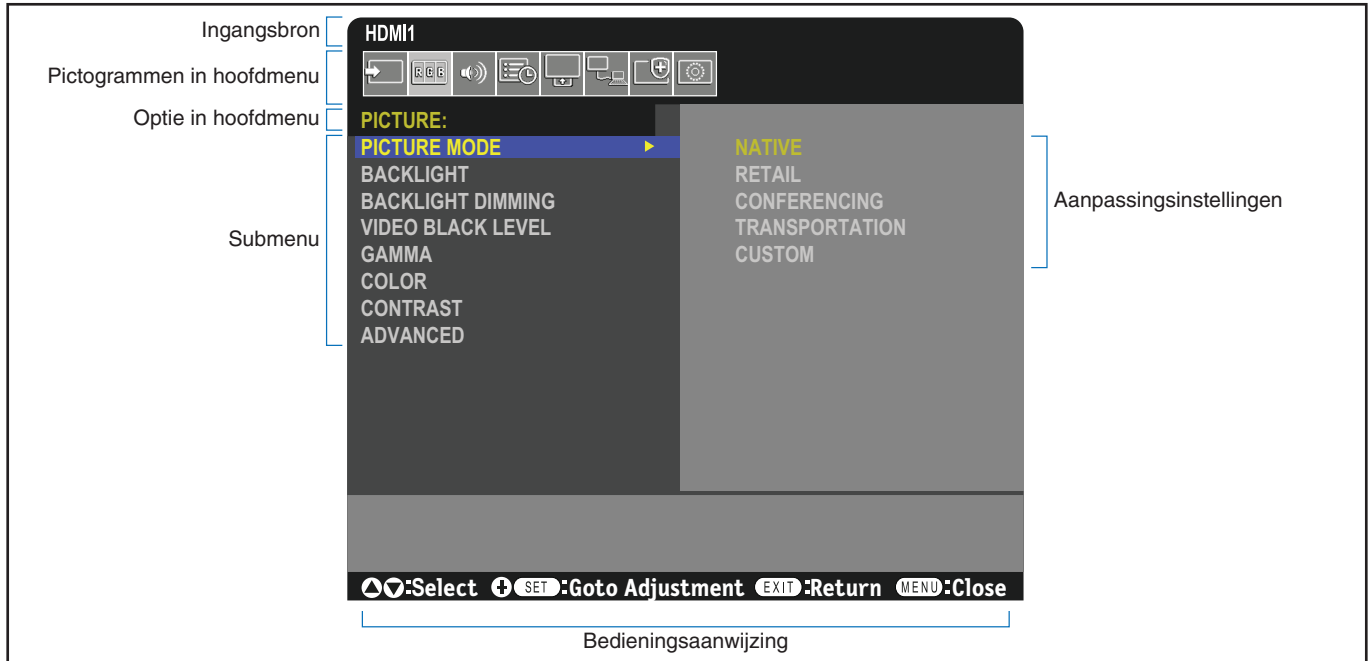 Ingangsbron
HDMI1
Pictogrammen in hoofdmenu
RGB
Optie in hoofdmenu
PICTURE:
Submenu
PICTURE MODE
BACKLIGHT
BACKLIGHT DIMMING
VIDEO BLACK LEVEL
GAMMA
COLOR
CONTRAST
ADVANCED
NATIVE
RETAIL
CONFERENCING
TRANSPORTATION
CUSTOM
Aanpassingsinstellingen
:Select SET:Goto Adjustment EXIT:Return MENU:Close
Bedieningsaanwijzing